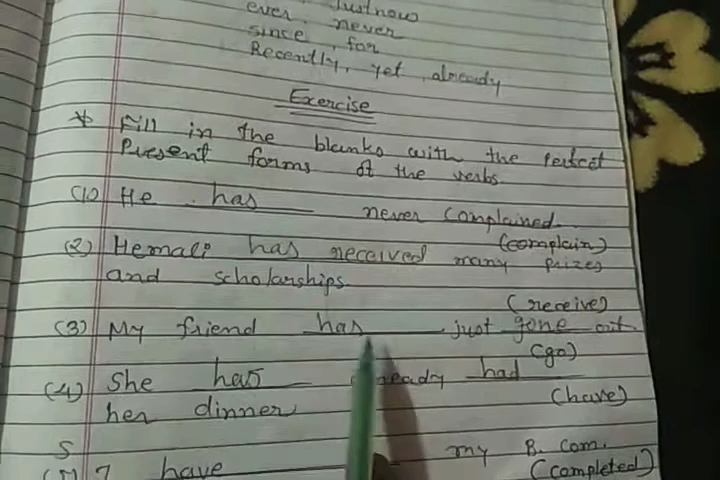 Justnow
ever, never
since, for
Recently, yet, already
Exercise
* Fill in the blanks with the perfect
Present forms of the verbs.
(1) He has never complained.
(complain)
(2) Hemali has received many prizes
and scholarships.
(receive)
(3) My friend has just gone out.
(go)
(4) She has already had
(have)
her dinner
S
(5) I have my B. Com.
(completed)